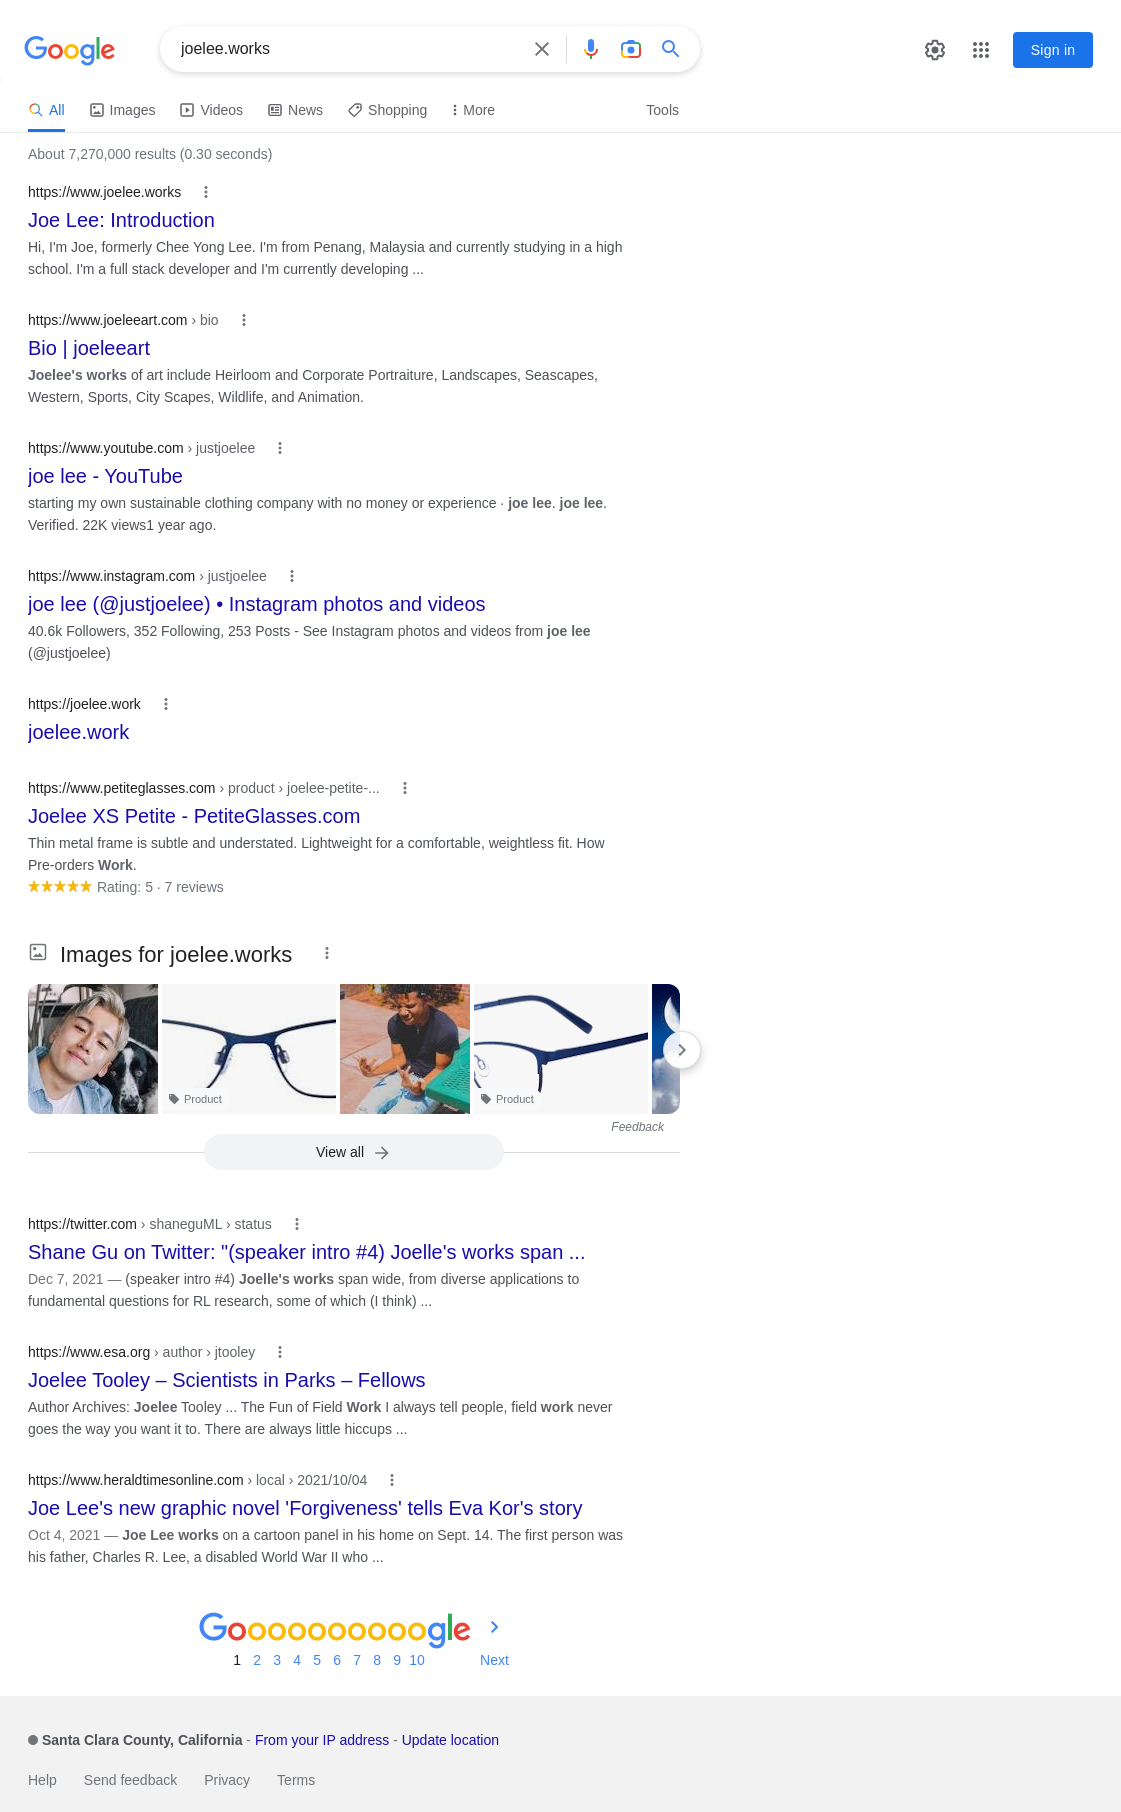 Google
joelee.works
Sign in
All Images Videos News Shopping More Tools
About 7,270,000 results (0.30 seconds)
https://www.joelee.works
Joe Lee: Introduction
Hi, I'm Joe, formerly Chee Yong Lee. I'm from Penang, Malaysia and currently studying in a high
school. I'm a full stack developer and I'm currently developing ...
https://www.joeleeart.com › bio
Bio | joeleeart
Joelee's works of art include Heirloom and Corporate Portraiture, Landscapes, Seascapes,
Western, Sports, City Scapes, Wildlife, and Animation.
https://www.youtube.com › justjoelee
joe lee - YouTube
starting my own sustainable clothing company with no money or experience · joe lee. joe lee.
Verified. 22K views1 year ago.
https://www.instagram.com › justjoelee
joe lee (@justjoelee) • Instagram photos and videos
40.6k Followers, 352 Following, 253 Posts - See Instagram photos and videos from joe lee
(@justjoelee)
https://joelee.work
joelee.work
https://www.petiteglasses.com › product › joelee-petite-...
Joelee XS Petite - PetiteGlasses.com
Thin metal frame is subtle and understated. Lightweight for a comfortable, weightless fit. How
Pre-orders Work.
Rating: 5 · 7 reviews
Images for joelee.works
Product
Product
Feedback
View all
https://twitter.com › shaneguML › status
Shane Gu on Twitter: "(speaker intro #4) Joelle's works span ...
Dec 7, 2021 — (speaker intro #4) Joelle's works span wide, from diverse applications to
fundamental questions for RL research, some of which (I think) ...
https://www.esa.org › author › jtooley
Joelee Tooley – Scientists in Parks – Fellows
Author Archives: Joelee Tooley ... The Fun of Field Work I always tell people, field work never
goes the way you want it to. There are always little hiccups ...
https://www.heraldtimesonline.com › local › 2021/10/04
Joe Lee's new graphic novel 'Forgiveness' tells Eva Kor's story
Oct 4, 2021 — Joe Lee works on a cartoon panel in his home on Sept. 14. The first person was
his father, Charles R. Lee, a disabled World War II who ...
Goooooooooogle
1 2 3 4 5 6 7 8 9 10 Next
Santa Clara County, California - From your IP address - Update location
Help Send feedback Privacy Terms